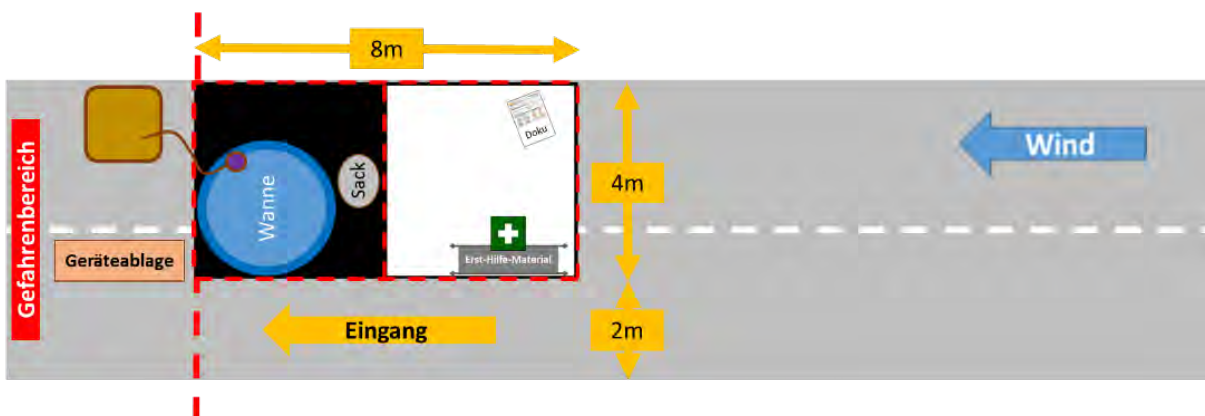 8m
Gefahrenbereich
Doku
Wind
Wanne
Sack
4m
Geräteablage
Erst-Hilfe-Material
Eingang
2m